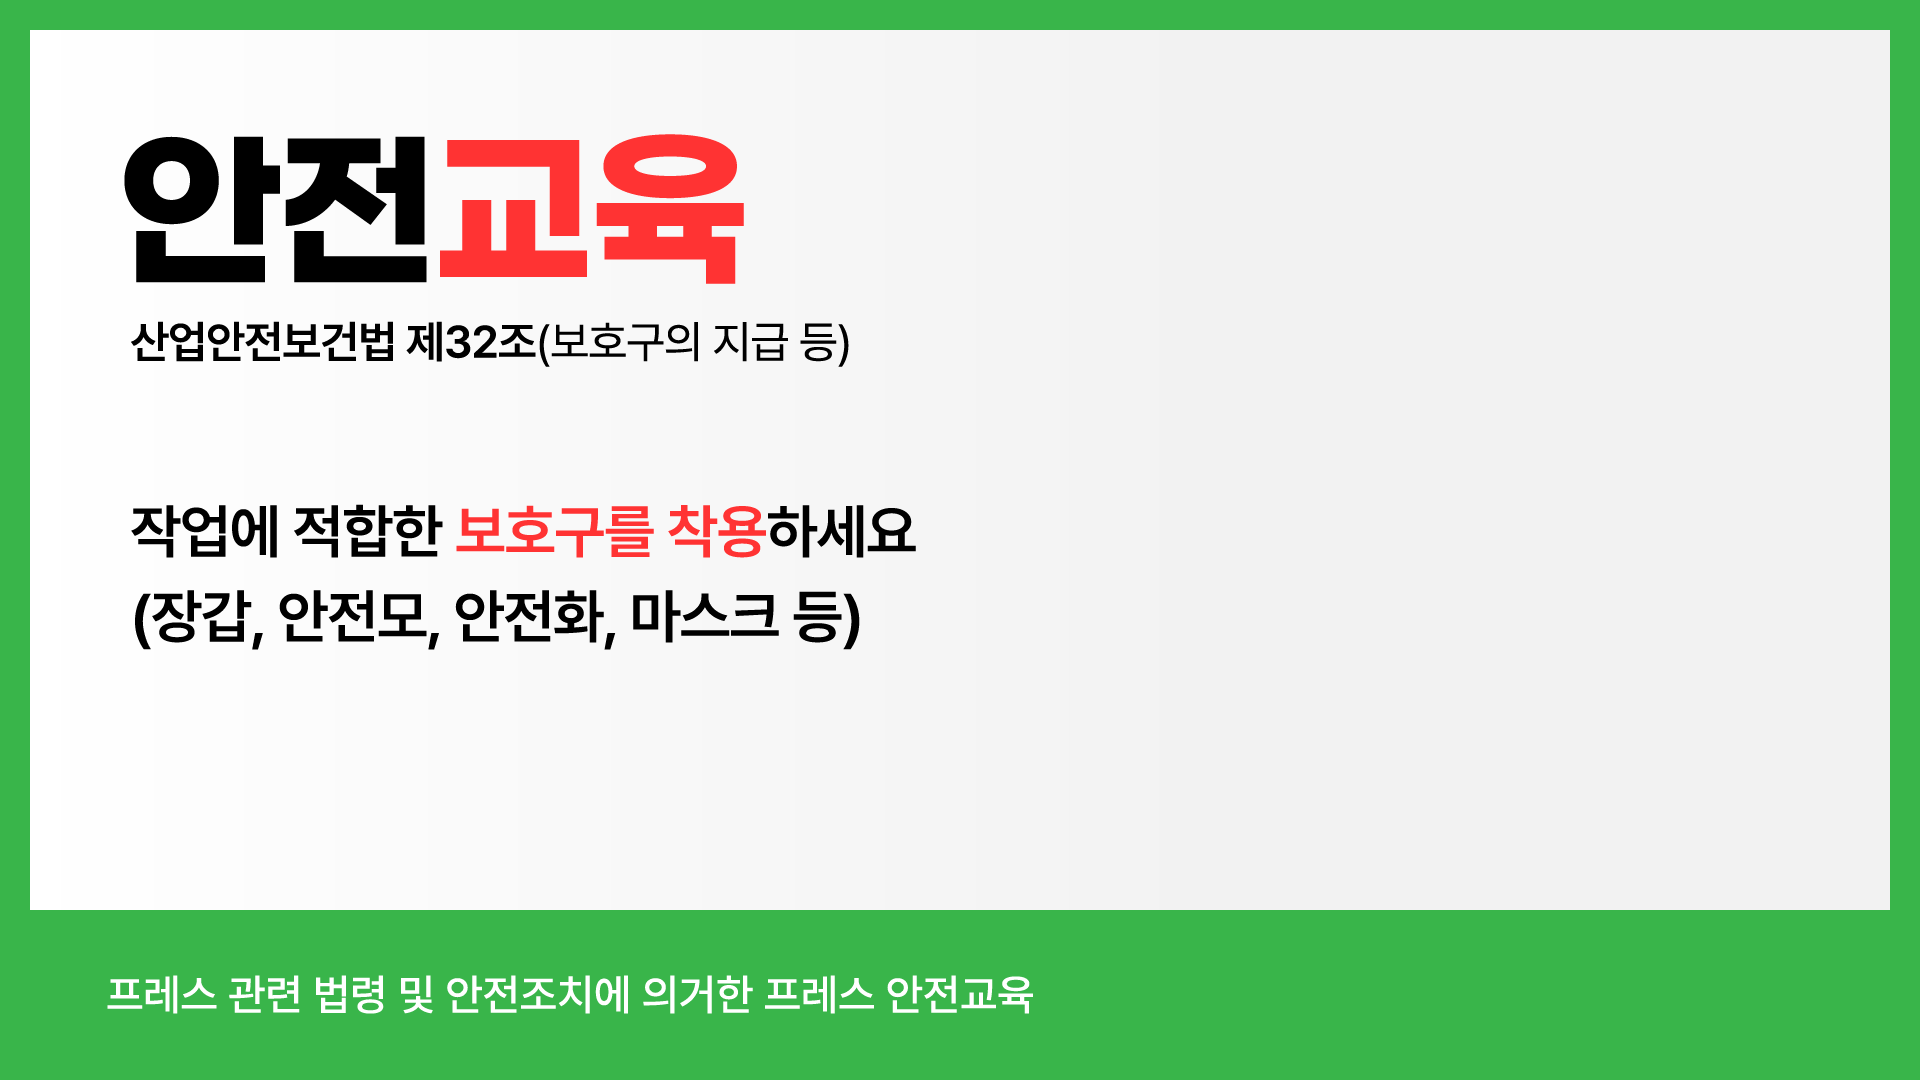 안전교육
산업안전보건법 제32조(보호구의 지급 등)
작업에 적합한 보호구를 착용하세요
(장갑, 안전모, 안전화, 마스크 등)
프레스 관련 법령 및 안전조치에 의거한 프레스 안전교육